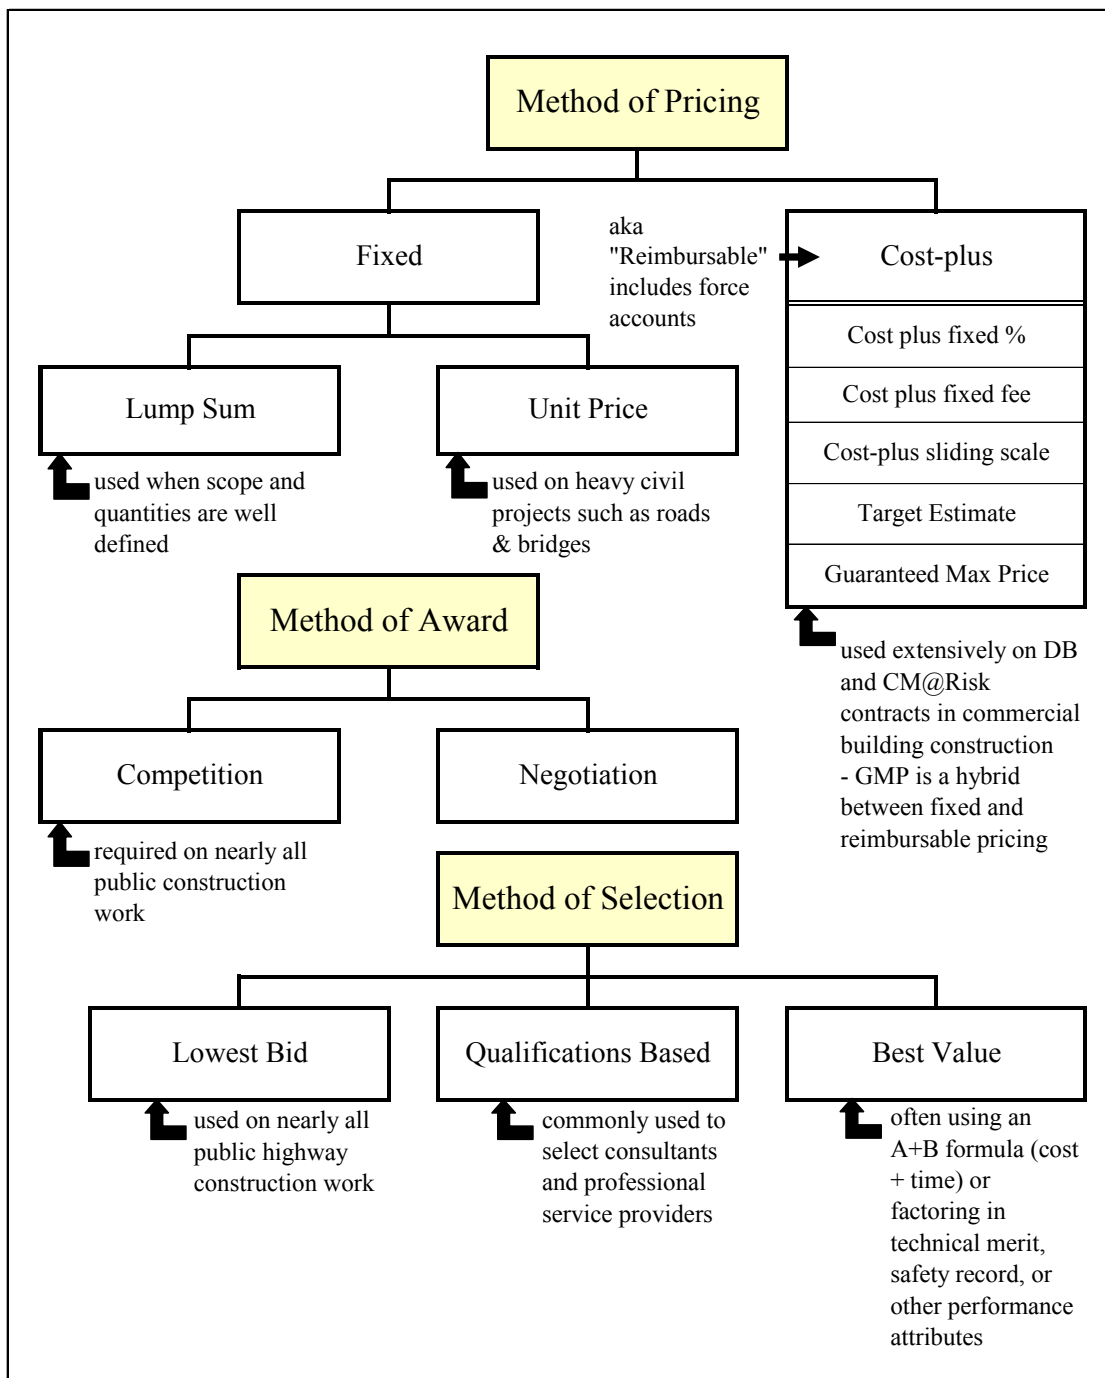 Method of Pricing
Fixed
aka
"Reimbursable"
includes force
accounts
Cost-plus
Cost plus fixed %
Cost plus fixed fee
Cost-plus sliding scale
Target Estimate
Guaranteed Max Price
Lump Sum
Unit Price
used when scope and
quantities are well
defined
used on heavy civil
projects such as roads
& bridges
used extensively on DB
and CM@Risk
contracts in commercial
building construction
- GMP is a hybrid
between fixed and
reimbursable pricing
Method of Award
Competition
Negotiation
required on nearly all
public construction
work
Method of Selection
Lowest Bid
Qualifications Based
Best Value
used on nearly all
public highway
construction work
commonly used to
select consultants
and professional
service providers
often using an
A+B formula (cost
+ time) or
factoring in
technical merit,
safety record, or
other performance
attributes